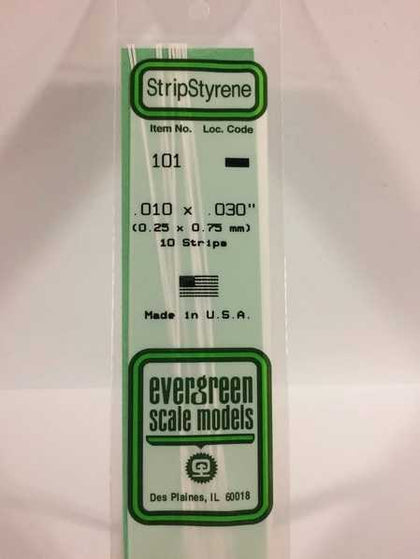 StripStyrene
Item No. Loc. Code
101
.010 x .030"
(0.25 x 0.75 mm)
10 Strips
Made in U.S.A.
evergreen
scale models
Des Plaines, IL 60018